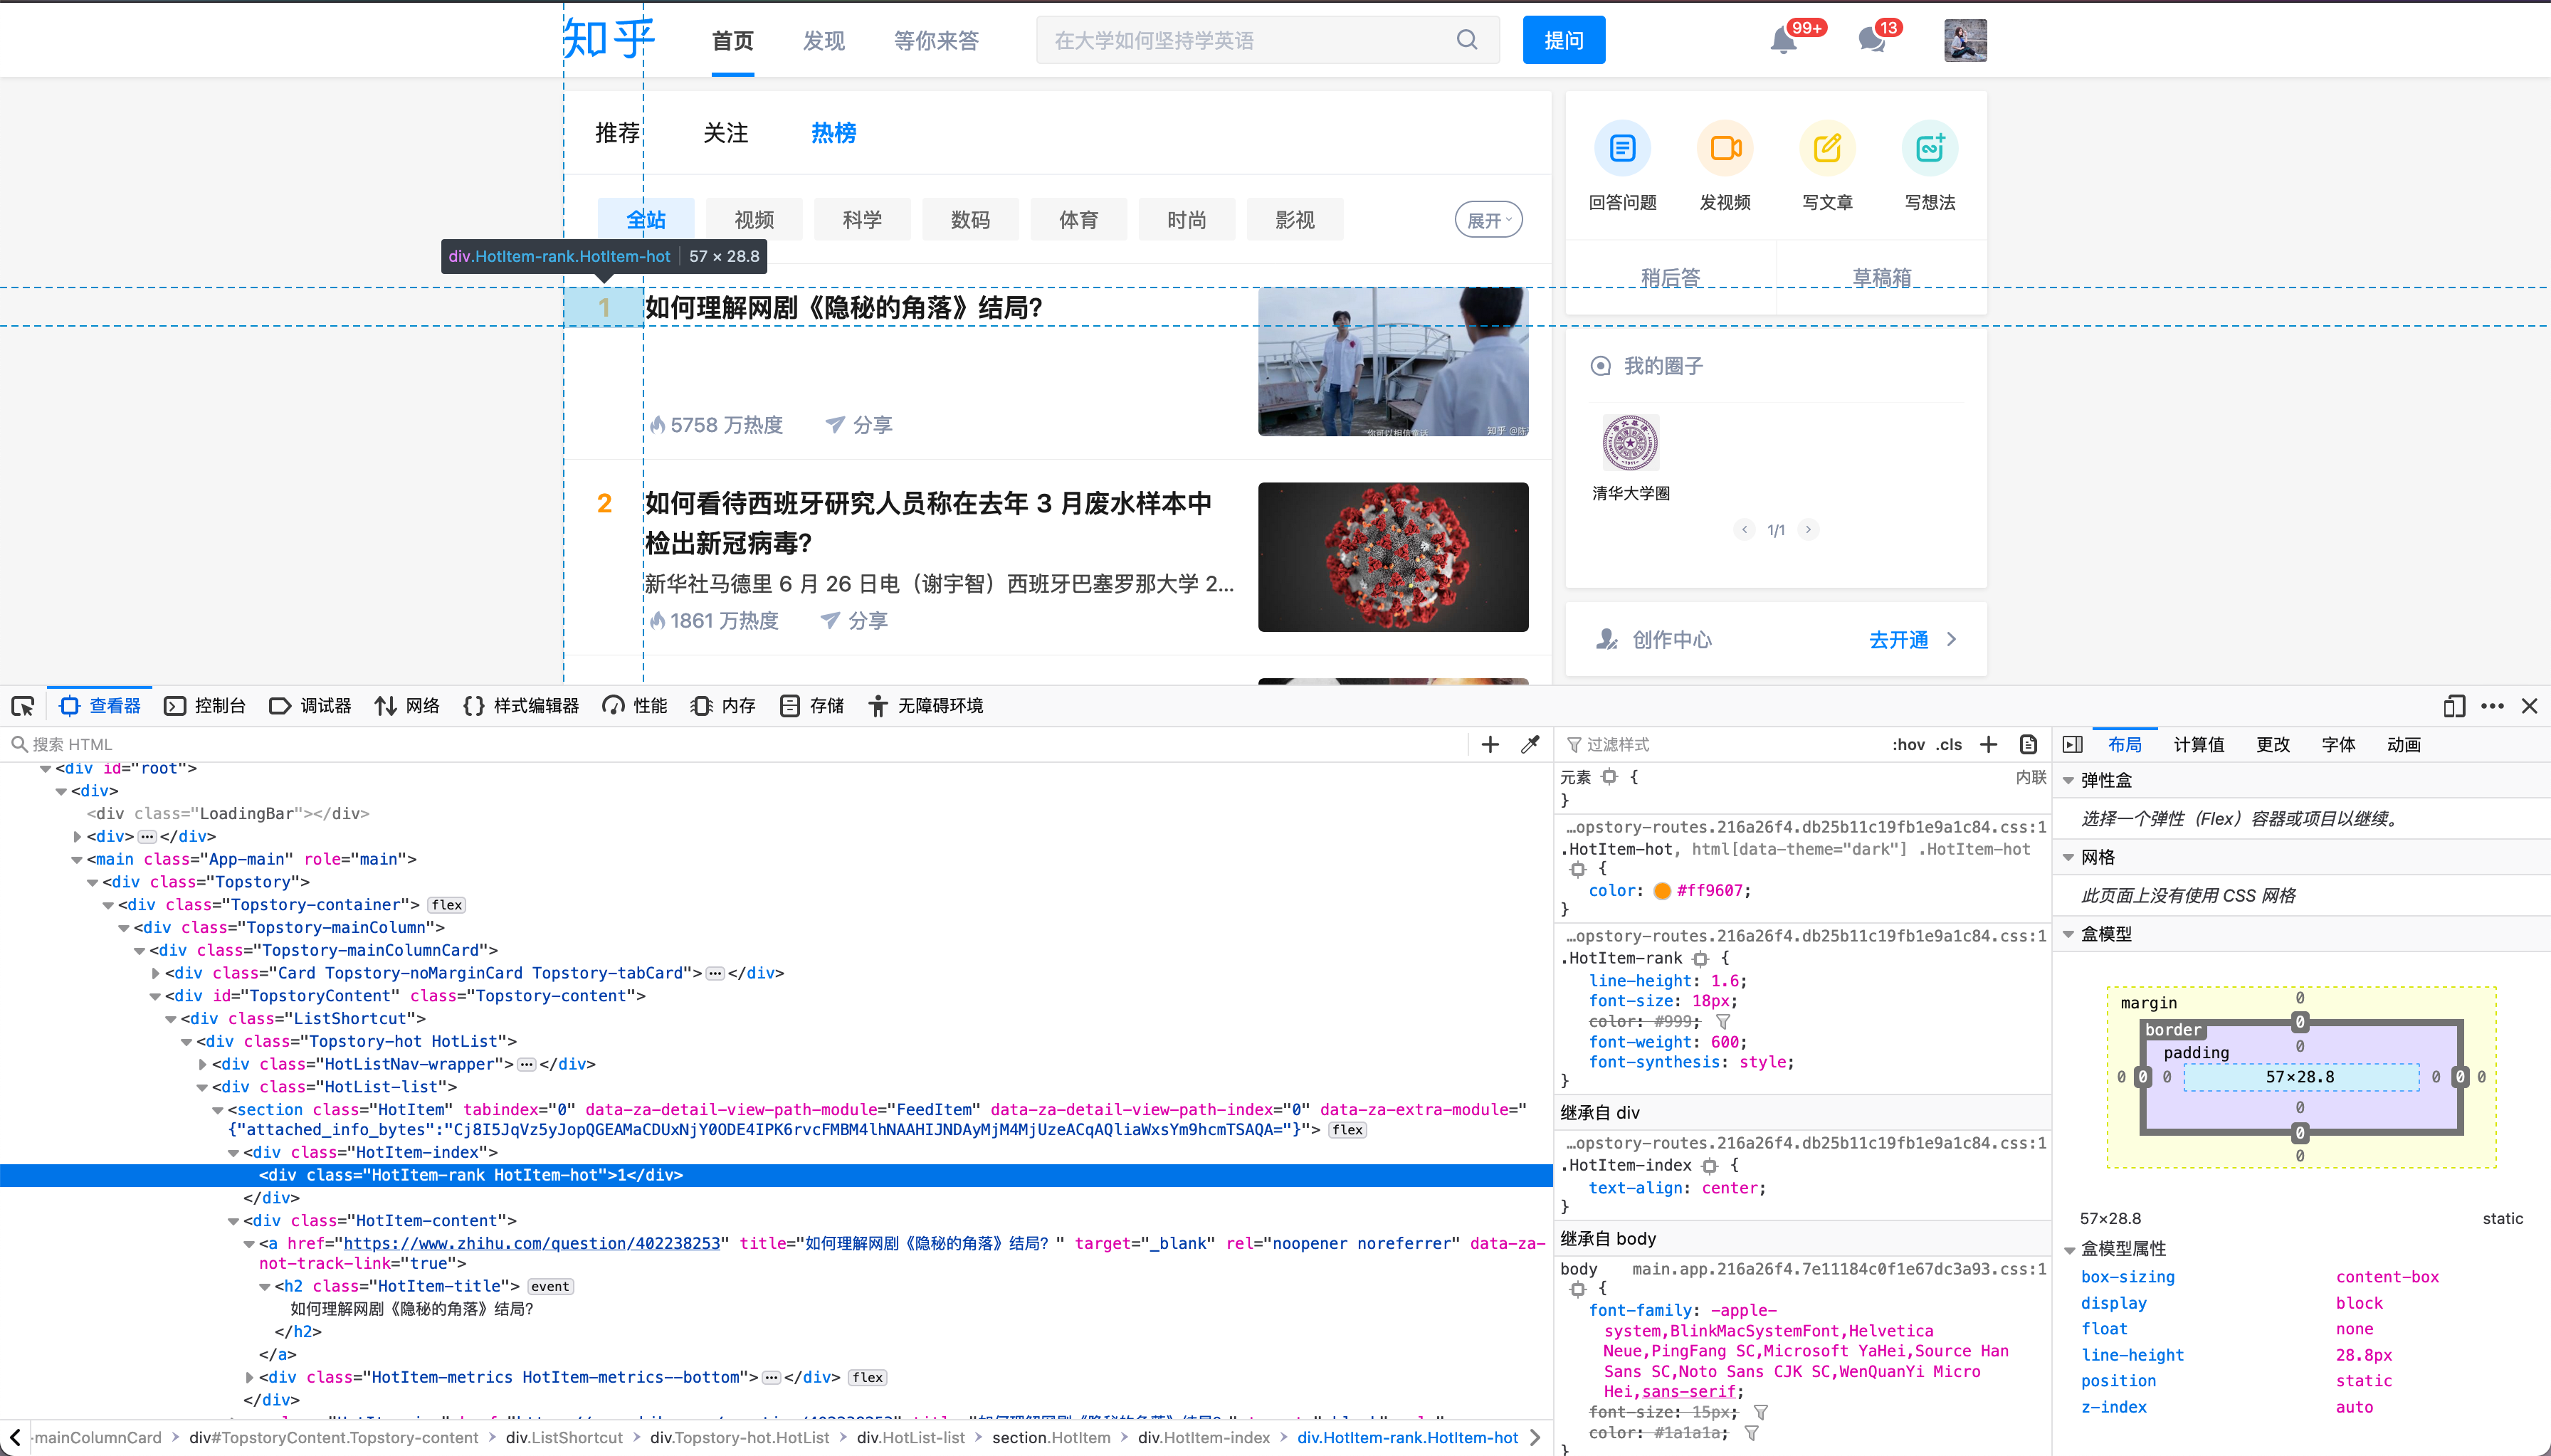 知乎
首页 发现 等你来答
在大学如何坚持学英语
提问
99+ 13
推荐 关注 热榜
全站 视频 科学 数码 体育 时尚 影视
展开
div.HotItem-rank.HotItem-hot 57 × 28.8
1 如何理解网剧《隐秘的角落》结局？
5758 万热度 分享
你可以相信童话
知乎 @陈
2 如何看待西班牙研究人员称在去年 3 月废水样本中
检出新冠病毒？
新华社马德里 6 月 26 日电（谢宇智）西班牙巴塞罗那大学 2...
1861 万热度 分享
回答问题 发视频 写文章 写想法
稍后答 草稿箱
我的圈子
清华大学圈
1/1
创作中心 去开通
查看器 控制台 调试器 网络 样式编辑器 性能 内存 存储 无障碍环境
搜索 HTML
<div id="root">
<div>
<div class="LoadingBar"></div>
<div>…</div>
<main class="App-main" role="main">
<div class="Topstory">
<div class="Topstory-container"> flex
<div class="Topstory-mainColumn">
<div class="Topstory-mainColumnCard">
<div class="Card Topstory-noMarginCard Topstory-tabCard">…</div>
<div id="TopstoryContent" class="Topstory-content">
<div class="ListShortcut">
<div class="Topstory-hot HotList">
<div class="HotListNav-wrapper">…</div>
<div class="HotList-list">
<section class="HotItem" tabindex="0" data-za-detail-view-path-module="FeedItem" data-za-detail-view-path-index="0" data-za-extra-module="
{"attached_info_bytes":"Cj8I5JqVz5yJopQGEAMaCDUxNjY0ODE4IPK6rvcFMBM4lhNAAHIJNDAyMjM4MjUzeACqAQliaWxsYm9hcmTSAQA="}"> flex
<div class="HotItem-index">
<div class="HotItem-rank HotItem-hot">1</div>
</div>
<div class="HotItem-content">
<a href="https://www.zhihu.com/question/402238253" title="如何理解网剧《隐秘的角落》结局？" target="_blank" rel="noopener noreferrer" data-za-
not-track-link="true">
<h2 class="HotItem-title"> event
如何理解网剧《隐秘的角落》结局？
</h2>
</a>
<div class="HotItem-metrics HotItem-metrics--bottom">…</div> flex
</div>
mainColumnCard div#TopstoryContent.Topstory-content div.ListShortcut div.Topstory-hot.HotList div.HotList-list section.HotItem div.HotItem-index div.HotItem-rank.HotItem-hot
过滤样式 :hov .cls
元素 { 内联
}
…opstory-routes.216a26f4.db25b11c19fb1e9a1c84.css:1
.HotItem-hot, html[data-theme="dark"] .HotItem-hot
{
color: #ff9607;
}
…opstory-routes.216a26f4.db25b11c19fb1e9a1c84.css:1
.HotItem-rank {
line-height: 1.6;
font-size: 18px;
color: #999;
font-weight: 600;
font-synthesis: style;
}
继承自 div
…opstory-routes.216a26f4.db25b11c19fb1e9a1c84.css:1
.HotItem-index {
text-align: center;
}
继承自 body
body main.app.216a26f4.7e11184c0f1e67dc3a93.css:1
{
font-family: -apple-
system,BlinkMacSystemFont,Helvetica
Neue,PingFang SC,Microsoft YaHei,Source Han
Sans SC,Noto Sans CJK SC,WenQuanYi Micro
Hei,sans-serif;
font-size: 15px;
color: #1a1a1a;
}
布局 计算值 更改 字体 动画
弹性盒
选择一个弹性（Flex）容器或项目以继续。
网格
此页面上没有使用 CSS 网格
盒模型
margin 0
border 0
padding 0
0 0 0 57×28.8 0 0 0
0
0
0
57×28.8 static
盒模型属性
box-sizing content-box
display block
float none
line-height 28.8px
position static
z-index auto